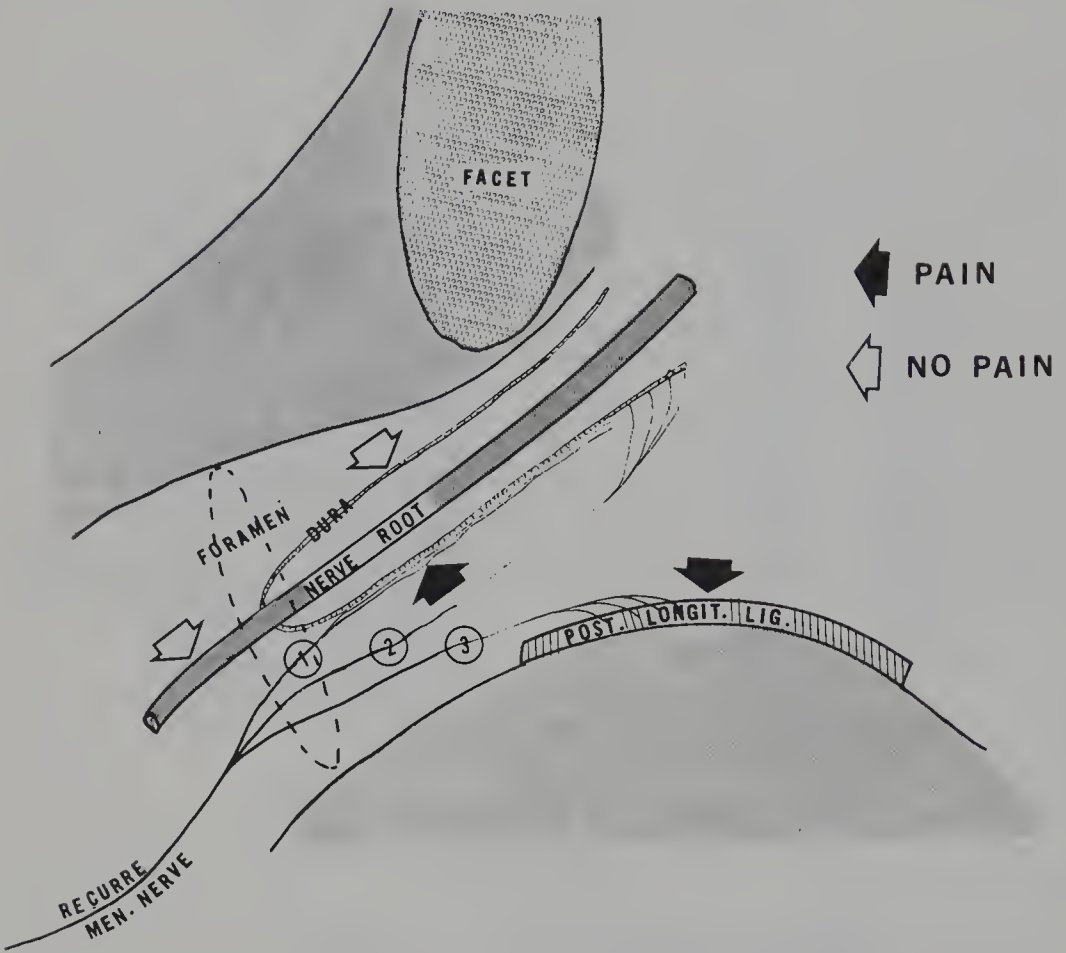 FACET
PAIN
NO PAIN
FORAMEN
DURA
NERVE ROOT
1
2
3
POST. LONGIT. LIG.
RECURRE
MEN. NERVE